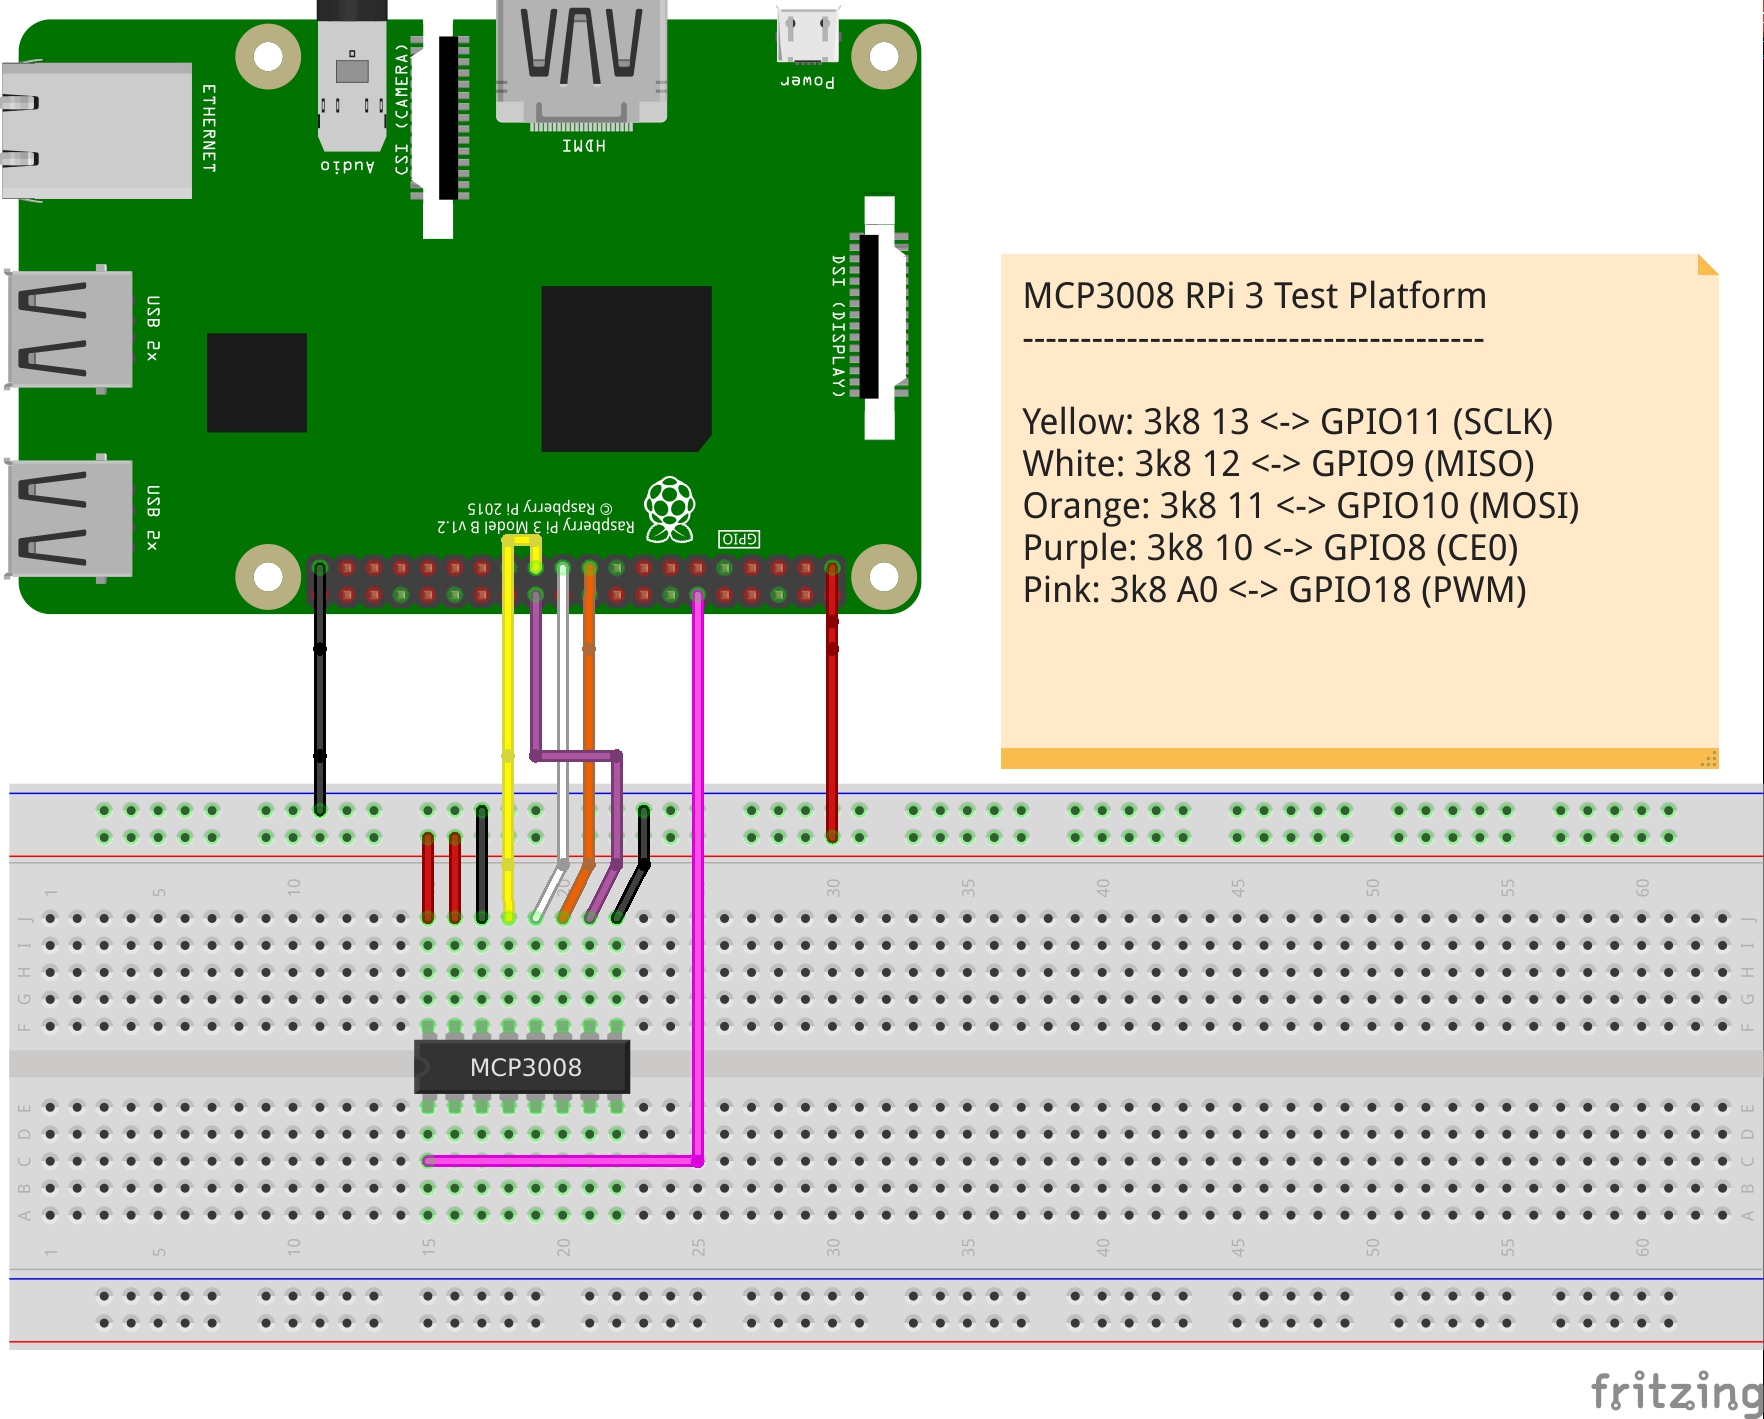 ETHERNET
Audio
CSI (CAMERA)
HDMI
Power
DSI (DISPLAY)
USB 2x
USB 2x
Raspberry Pi 3 Model B v1.2
© Raspberry Pi 2015
GPIO
MCP3008 RPi 3 Test Platform
----------------------------------------
Yellow: 3k8 13 <-> GPIO11 (SCLK)
White: 3k8 12 <-> GPIO9 (MISO)
Orange: 3k8 11 <-> GPIO10 (MOSI)
Purple: 3k8 10 <-> GPIO8 (CE0)
Pink: 3k8 A0 <-> GPIO18 (PWM)
1 5 10 20 30 35 40 45 50 55 60
J J
I I
H H
G G
F F
MCP3008
E E
D D
C C
B B
A A
1 5 10 15 20 25 30 35 40 45 50 55 60
fritzing